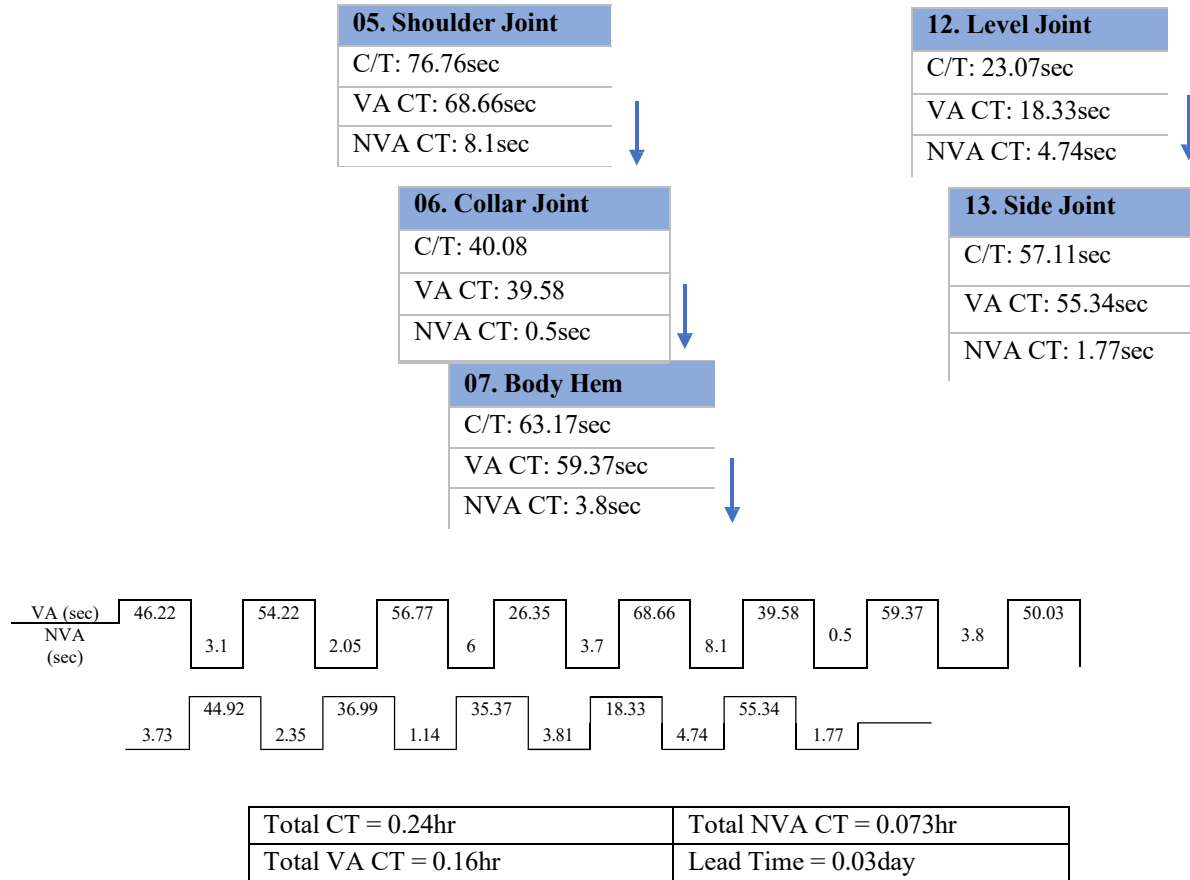 05. Shoulder Joint
C/T: 76.76sec
VA CT: 68.66sec
NVA CT: 8.1sec
06. Collar Joint
C/T: 40.08
VA CT: 39.58
NVA CT: 0.5sec
07. Body Hem
C/T: 63.17sec
VA CT: 59.37sec
NVA CT: 3.8sec
12. Level Joint
C/T: 23.07sec
VA CT: 18.33sec
NVA CT: 4.74sec
13. Side Joint
C/T: 57.11sec
VA CT: 55.34sec
NVA CT: 1.77sec
VA (sec) 46.22 54.22 56.77 26.35 68.66 39.58 59.37 50.03
NVA
(sec) 3.1 2.05 6 3.7 8.1 0.5 3.8
44.92 36.99 35.37 18.33 55.34
3.73 2.35 1.14 3.81 4.74 1.77
Total CT = 0.24hr Total NVA CT = 0.073hr
Total VA CT = 0.16hr Lead Time = 0.03day